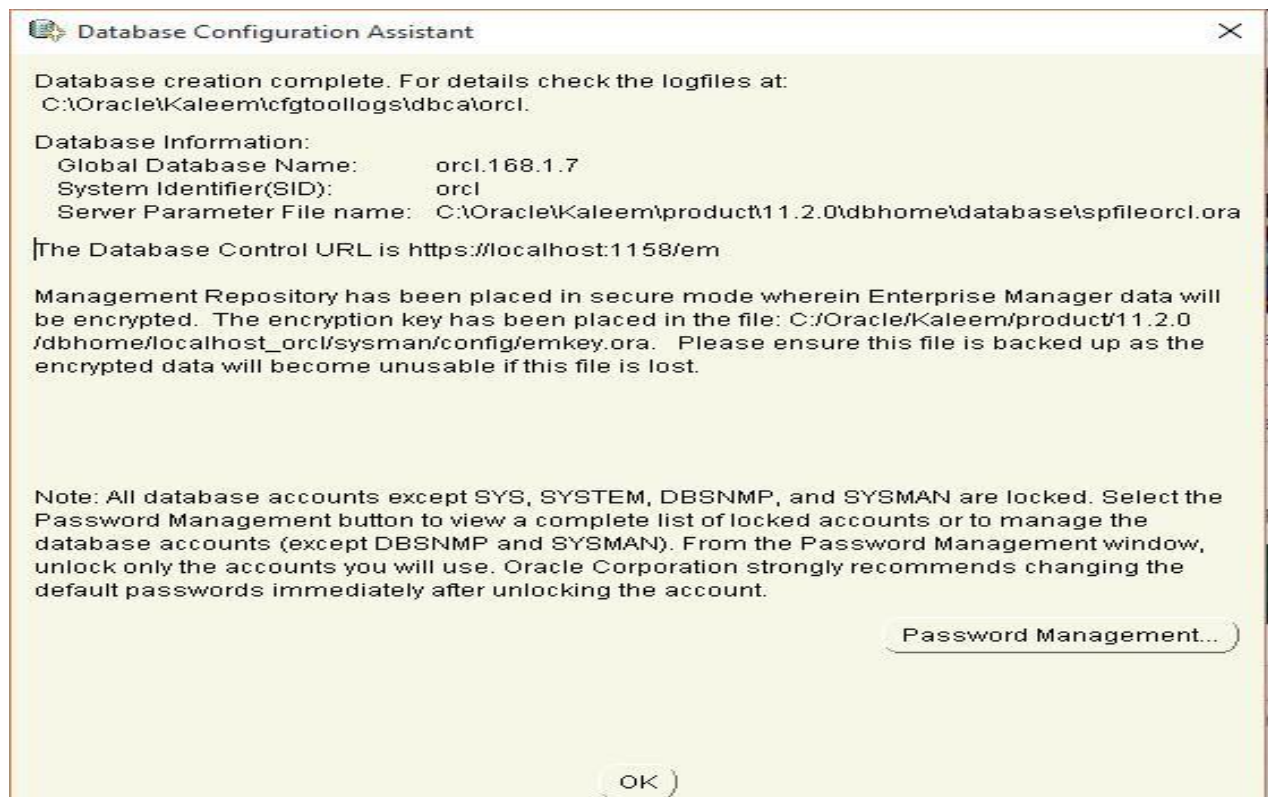 Database Configuration Assistant
Database creation complete. For details check the logfiles at:
C:\Oracle\Kaleem\cfgtoollogs\dbca\orcl.
Database Information:
Global Database Name: orcl.168.1.7
System Identifier(SID): orcl
Server Parameter File name: C:\Oracle\Kaleem\product\11.2.0\dbhome\database\spfileorcl.ora
The Database Control URL is https://localhost:1158/em
Management Repository has been placed in secure mode wherein Enterprise Manager data will
be encrypted. The encryption key has been placed in the file: C:/Oracle/Kaleem/product/11.2.0
/dbhome/localhost_orcl/sysman/config/emkey.ora. Please ensure this file is backed up as the
encrypted data will become unusable if this file is lost.
Note: All database accounts except SYS, SYSTEM, DBSNMP, and SYSMAN are locked. Select the
Password Management button to view a complete list of locked accounts or to manage the
database accounts (except DBSNMP and SYSMAN). From the Password Management window,
unlock only the accounts you will use. Oracle Corporation strongly recommends changing the
default passwords immediately after unlocking the account.
Password Management...
OK